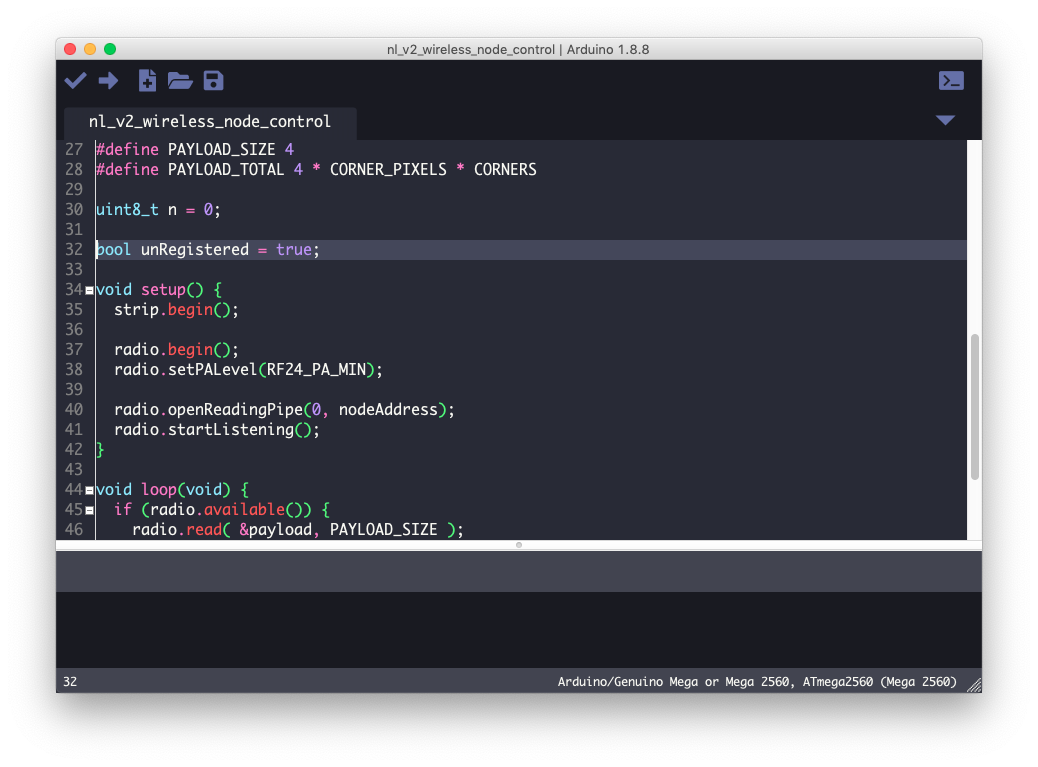 nl_v2_wireless_node_control | Arduino 1.8.8
nl_v2_wireless_node_control
27 #define PAYLOAD_SIZE 4
28 #define PAYLOAD_TOTAL 4 * CORNER_PIXELS * CORNERS
29
30 uint8_t n = 0;
31
32 bool unRegistered = true;
33
34 void setup() {
35 strip.begin();
36
37 radio.begin();
38 radio.setPALevel(RF24_PA_MIN);
39
40 radio.openReadingPipe(0, nodeAddress);
41 radio.startListening();
42 }
43
44 void loop(void) {
45 if (radio.available()) {
46 radio.read( &payload, PAYLOAD_SIZE );
32 Arduino/Genuino Mega or Mega 2560, ATmega2560 (Mega 2560)